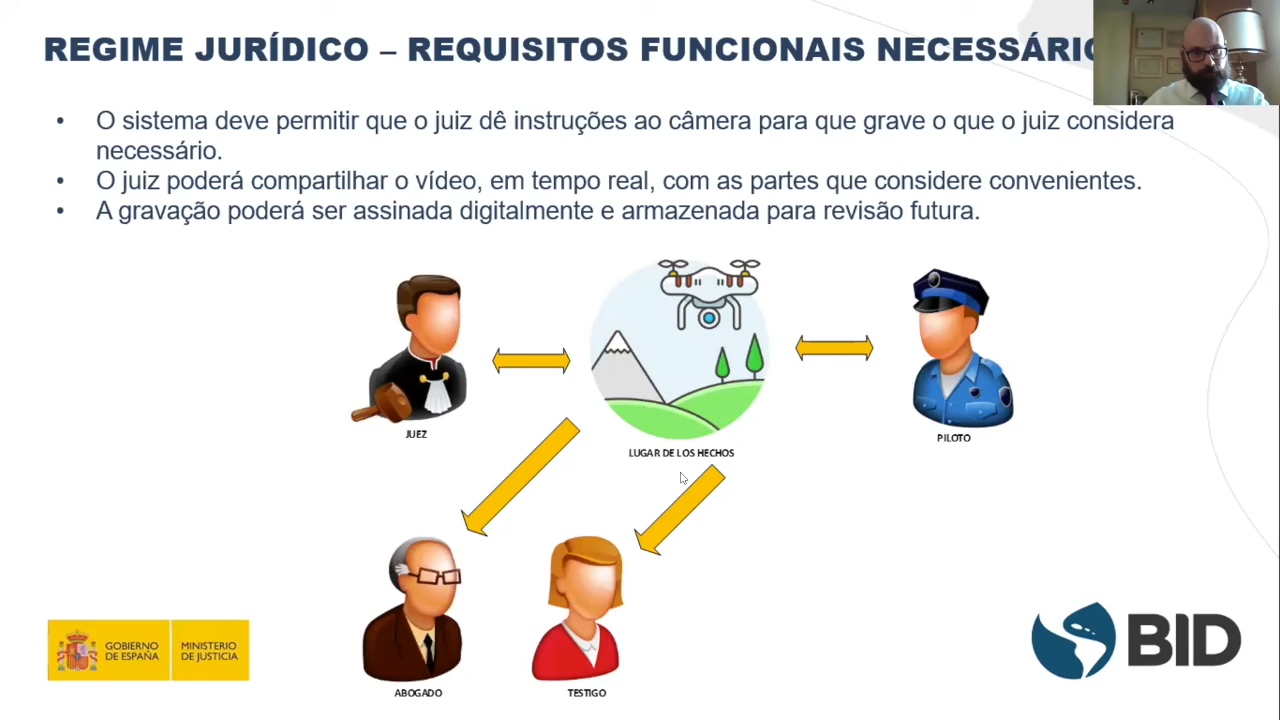 REGIME JURÍDICO – REQUISITOS FUNCIONAIS
• O sistema deve permitir que o juiz dê instruções ao câmera para que grave o que o juiz considera
necessário.
• O juiz poderá compartilhar o vídeo, em tempo real, com as partes que considere convenientes.
• A gravação poderá ser assinada digitalmente e armazenada para revisão futura.
JUEZ
LUGAR DE LOS HECHOS
PILOTO
ABOGADO
TESTIGO
GOBIERNO
DE ESPAÑA
MINISTERIO
DE JUSTICIA
BID